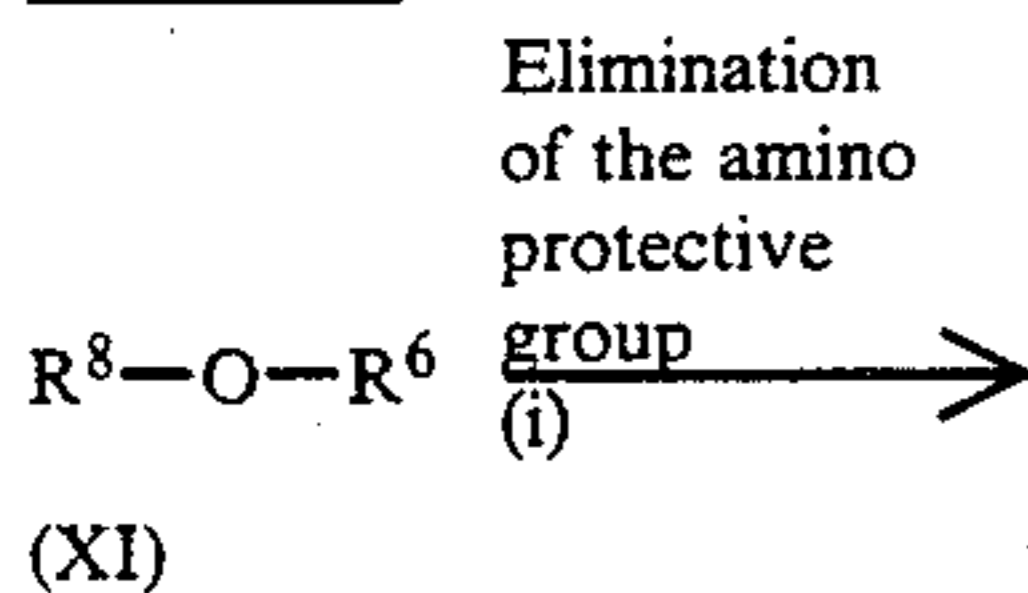 Elimination
of the amino
protective
group
R⁸—O—R⁶
(i)
(XI)